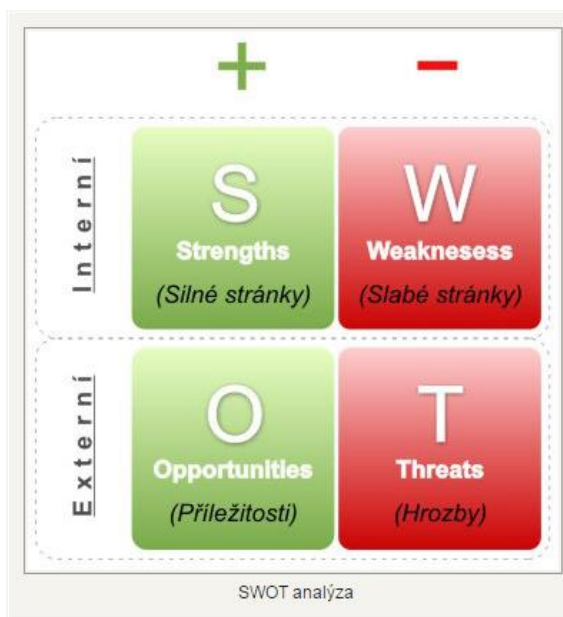 + −
Interní
S
Strengths
(Silné stránky)
W
Weaknesess
(Slabé stránky)
Externí
O
Opportunities
(Příležitosti)
T
Threats
(Hrozby)
SWOT analýza